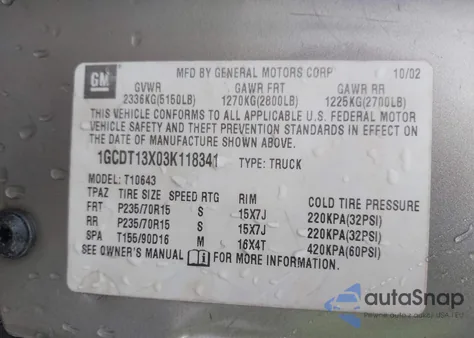 GM
MFD BY GENERAL MOTORS CORP 10/02
GVWR GAWR FRT GAWR RR
2336KG(5150LB) 1270KG(2800LB) 1225KG(2700LB)
THIS VEHICLE CONFORMS TO ALL APPLICABLE U.S. FEDERAL MOTOR
VEHICLE SAFETY AND THEFT PREVENTION STANDARDS IN EFFECT ON
THE DATE OF MANUFACTURE SHOWN ABOVE.
1GCDT13X03K118341 TYPE: TRUCK
MODEL: T10643
TPAZ TIRE SIZE SPEED RTG RIM COLD TIRE PRESSURE
FRT P235/70R15 S 15X7J 220KPA(32PSI)
RR P235/70R15 S 15X7J 220KPA(32PSI)
SPA T155/90D16 M 16X4T 420KPA(60PSI)
SEE OWNER'S MANUAL FOR MORE INFORMATION.
autoSnap